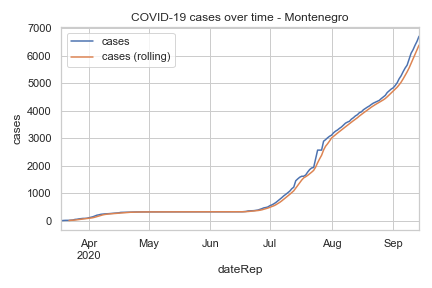 COVID-19 cases over time - Montenegro
cases
cases (rolling)
7000
6000
5000
4000
3000
2000
1000
0
cases
Apr
2020
May
Jun
Jul
Aug
Sep
dateRep